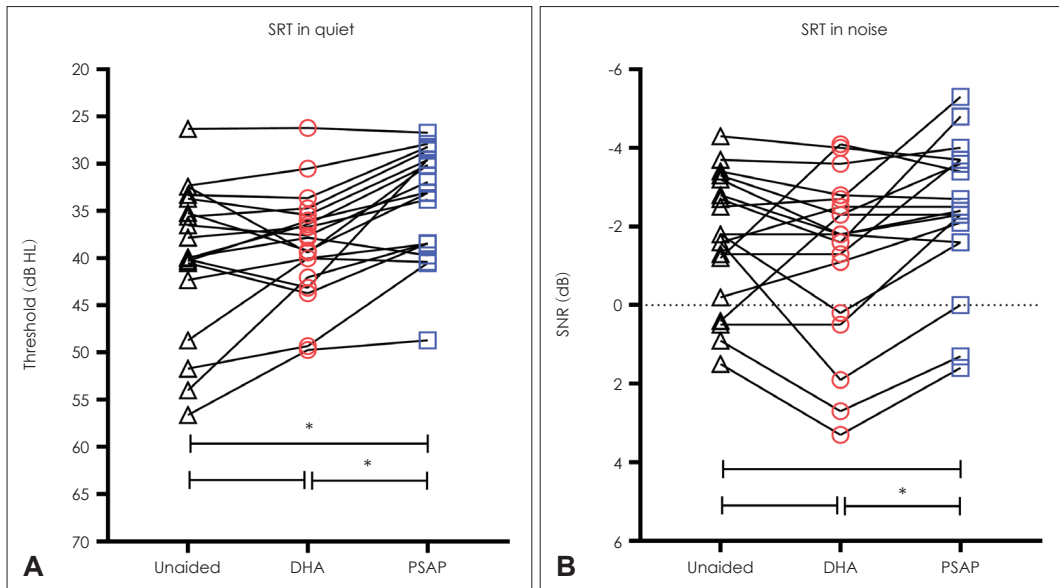 SRT in quiet
Threshold (dB HL)
20
25
30
35
40
45
50
55
60
65
70
*
*
Unaided DHA PSAP
A
SRT in noise
SNR (dB)
-6
-4
-2
0
2
4
6
*
Unaided DHA PSAP
B